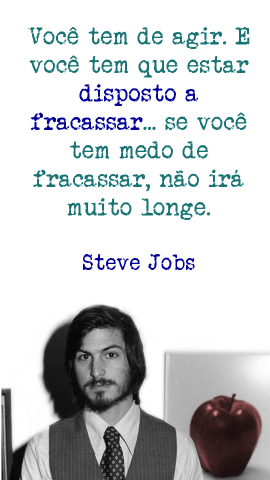 Você tem de agir. E
você tem que estar
disposto a
fracassar... se você
tem medo de
fracassar, não irá
muito longe.
Steve Jobs